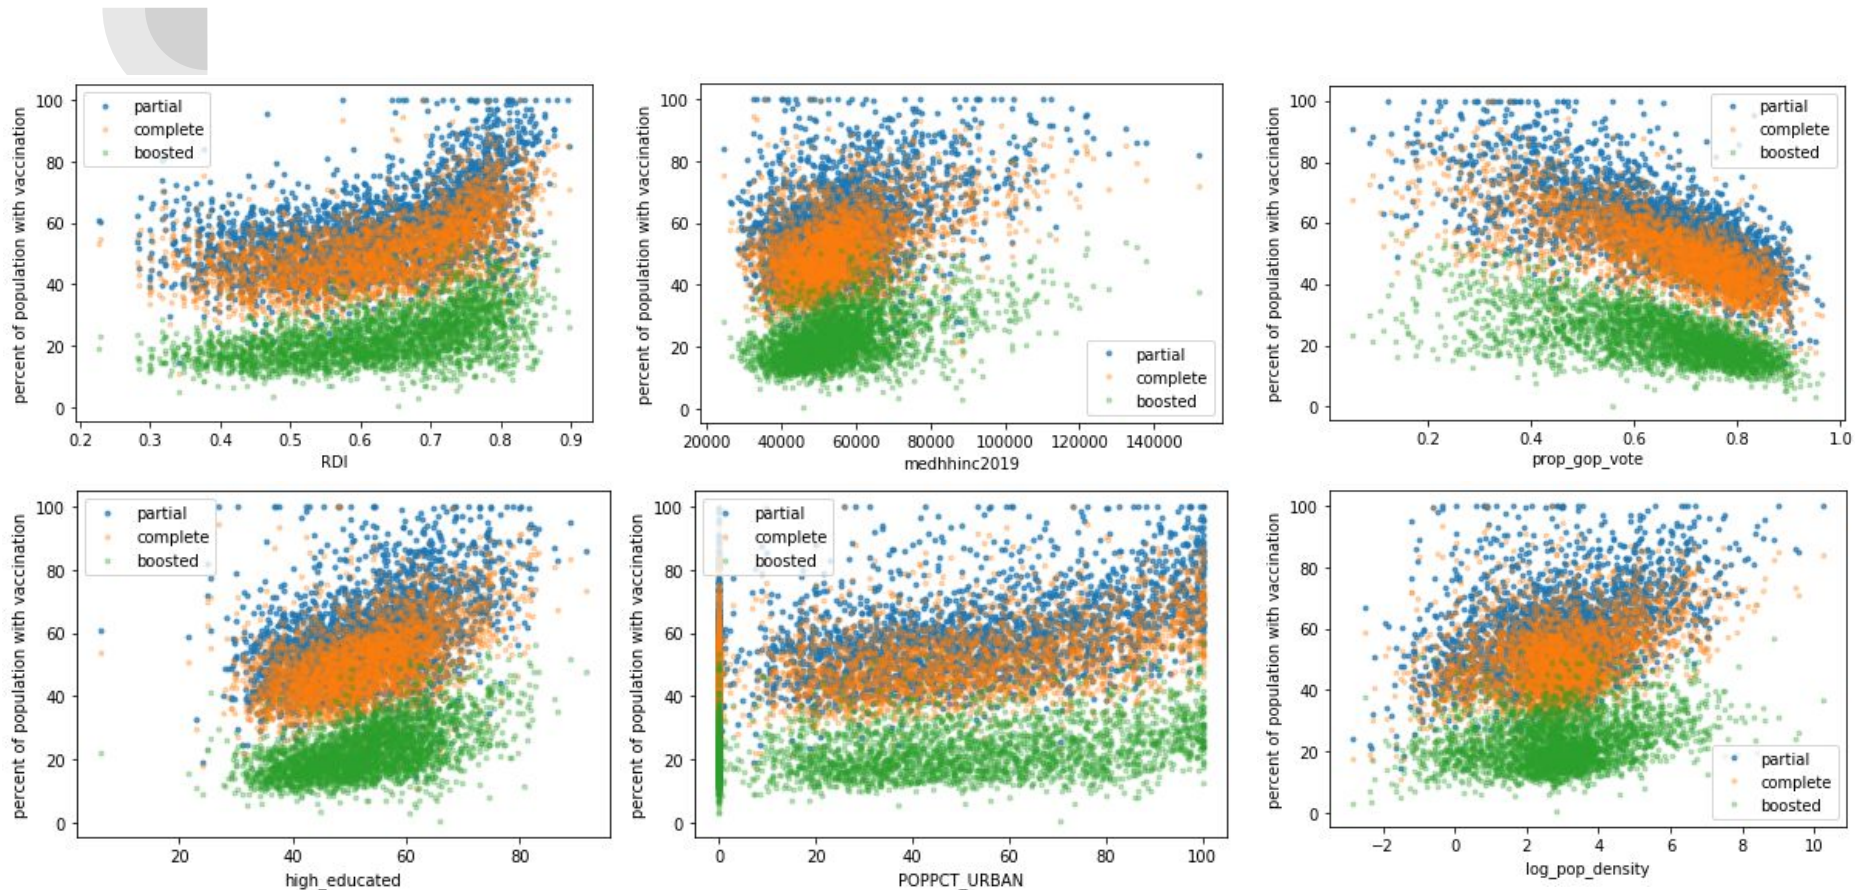 percent of population with vaccination
100
80
60
40
20
0
partial
complete
boosted
0.2 0.3 0.4 0.5 0.6 0.7 0.8 0.9
RDI
percent of population with vaccination
100
80
60
40
20
0
partial
complete
boosted
20000 40000 60000 80000 100000 120000 140000
medhhinc2019
percent of population with vaccination
100
80
60
40
20
0
partial
complete
boosted
0.2 0.4 0.6 0.8 1.0
prop_gop_vote
percent of population with vaccination
100
80
60
40
20
0
partial
complete
boosted
20 40 60 80
high_educated
percent of population with vaccination
100
80
60
40
20
0
partial
complete
boosted
0 20 40 60 80 100
POPPCT_URBAN
percent of population with vaccination
100
80
60
40
20
0
partial
complete
boosted
−2 0 2 4 6 8 10
log_pop_density